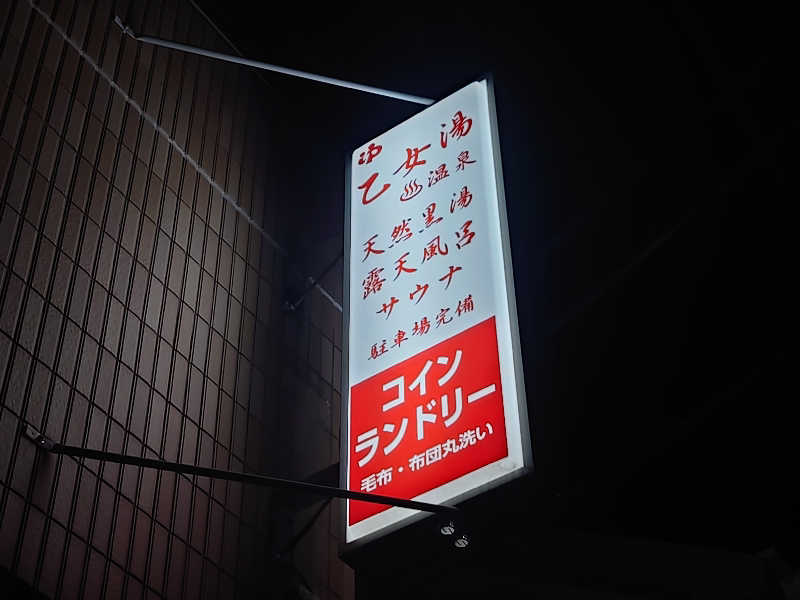 ゆ
乙女湯
♨温泉
天然黒湯
露天風呂
サウナ
駐車場完備
コイン
ランドリー
毛布・布団丸洗い